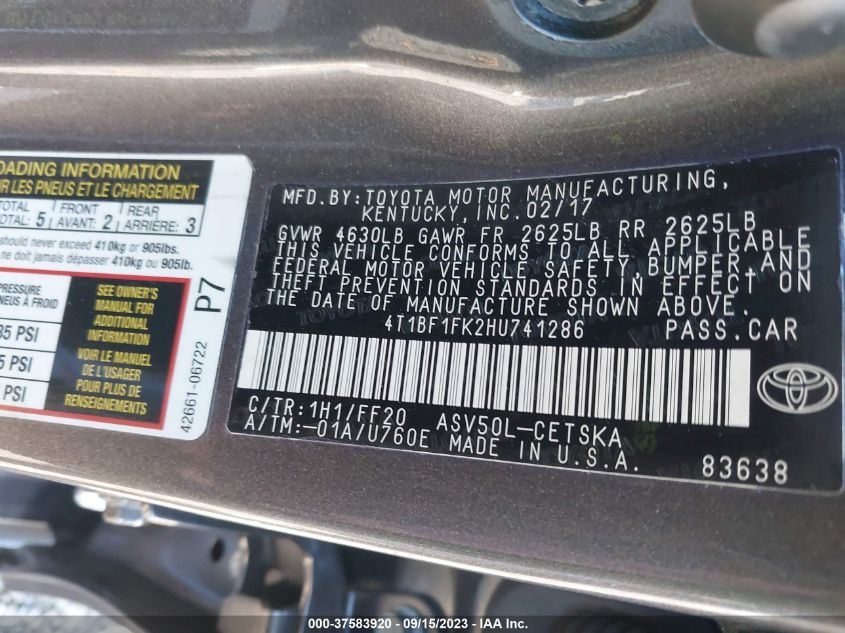 OADING INFORMATION
R LES PNEUS ET LE CHARGEMENT
TOTAL FRONT REAR
TOTAL: 5 AVANT: 2 ARRIÈRE: 3
should never exceed 410kg or 905lbs.
ne doit jamais dépasser 410kg ou 905lb.
PRESSURE
NEUS À FROID
35 PSI
5 PSI
PSI
SEE OWNER'S
MANUAL FOR
ADDITIONAL
INFORMATION
VOIR LE MANUEL
DE L'USAGER
POUR PLUS DE
RENSEIGNEMENTS
42661-06722 P7
MFD.BY:TOYOTA MOTOR MANUFACTURING,
KENTUCKY, INC.02/17
GVWR 4630LB GAWR FR 2625LB RR 2625LB
THIS VEHICLE CONFORMS TO ALL APPLICABLE
FEDERAL MOTOR VEHICLE SAFETY,BUMPER,AND
THEFT PREVENTION STANDARDS IN EFFECT ON
THE DATE OF MANUFACTURE SHOWN ABOVE.
4T1BF1FK2HU741286 PASS.CAR
C/TR:1H1/FF20 ASV50L-CETSKA
A/TM:-01A/U760E MADE IN U.S.A.
83638
000-37583920 - 09/15/2023 - IAA Inc.